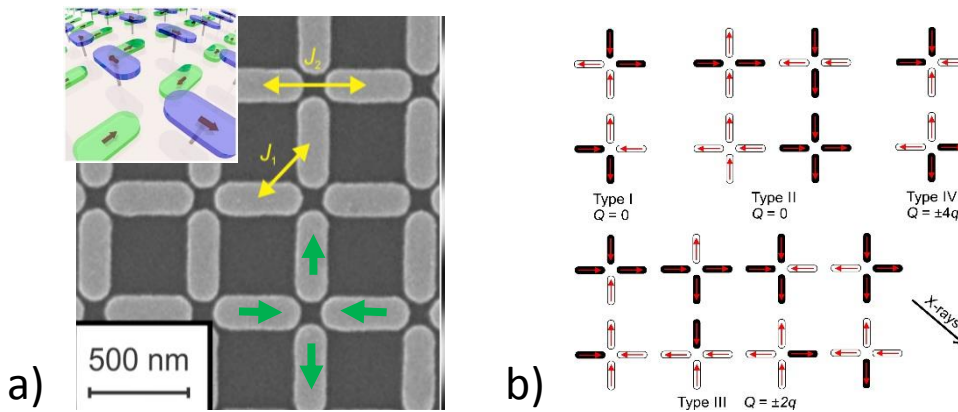 J₂
J₁
500 nm
a)
Type I
Q = 0
Type II
Q = 0
Type IV
Q = ±4q
X-rays
Type III Q = ±2q
b)